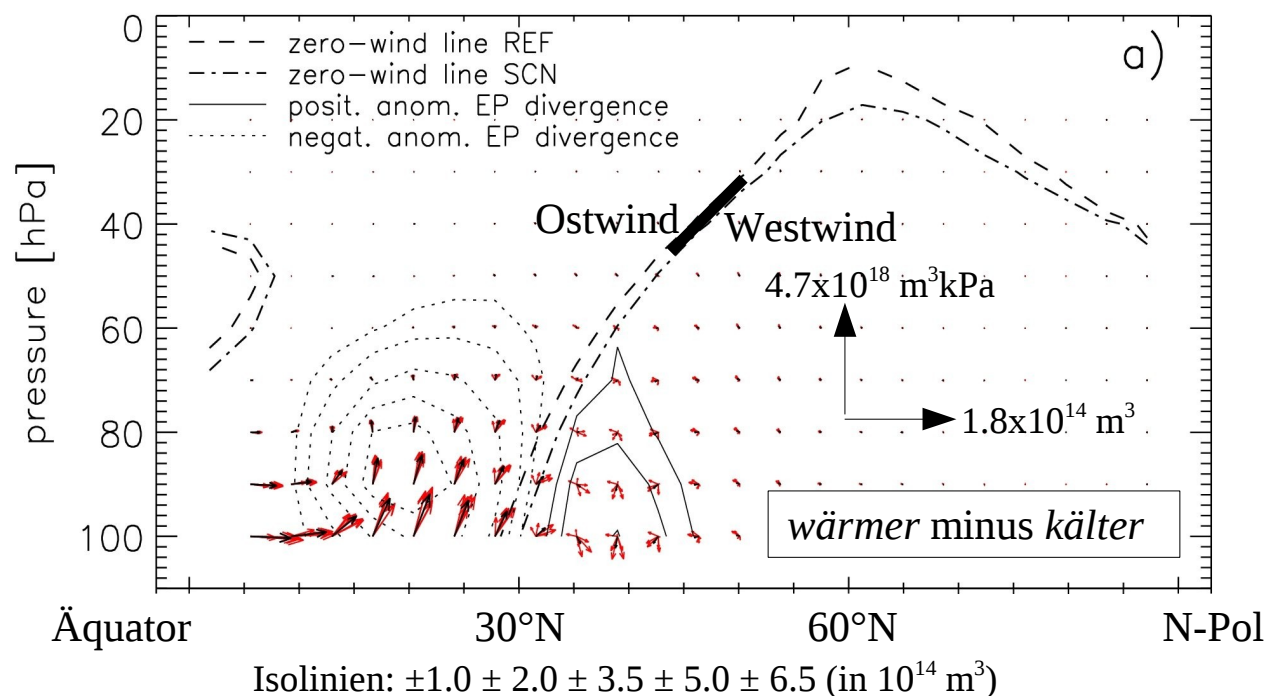 0
20
40
60
80
100
pressure [hPa]
zero-wind line REF
zero-wind line SCN
posit. anom. EP divergence
negat. anom. EP divergence
a)
Ostwind
Westwind
4.7x10¹⁸ m³kPa
1.8x10¹⁴ m³
wärmer minus kälter
Äquator 30°N 60°N N-Pol
Isolinien: ±1.0 ± 2.0 ± 3.5 ± 5.0 ± 6.5 (in 10¹⁴ m³)